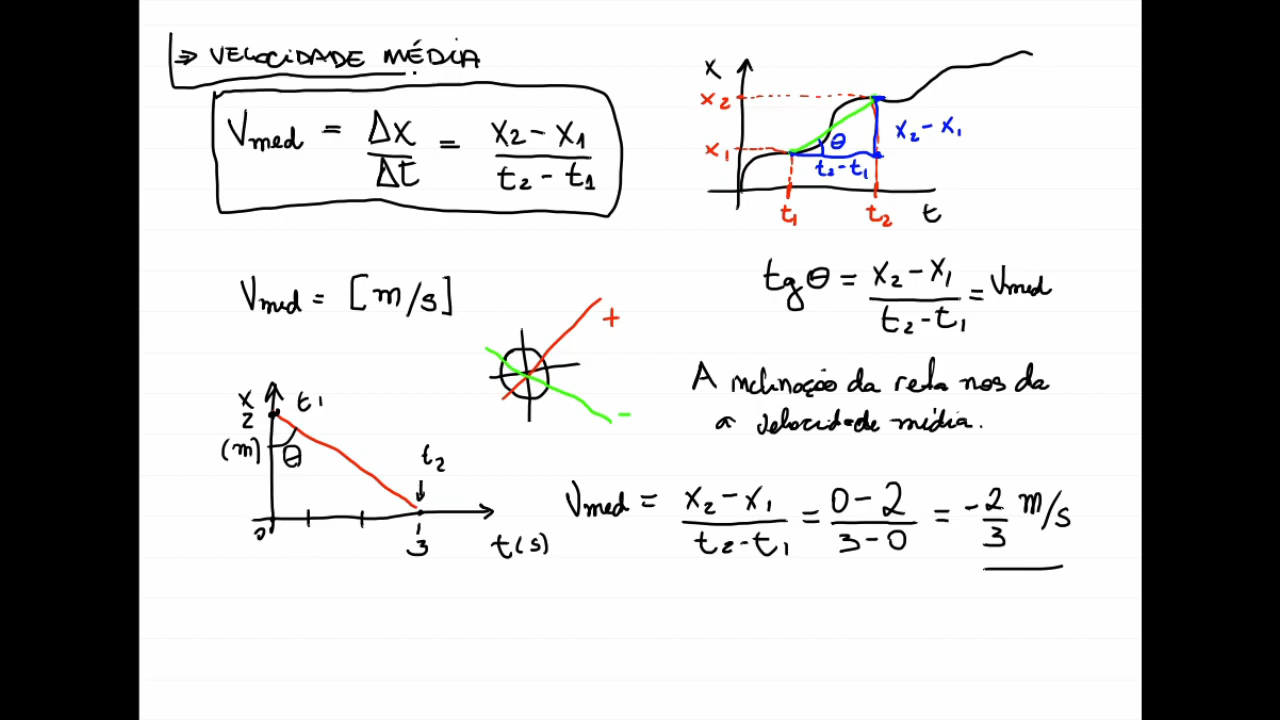 ⇒ VELOCIDADE MÉDIA
Vmed = Δx/Δt = (x2 - x1)/(t2 - t1)
x
x2
x1
θ
x2 - x1
t2 - t1
t1
t2
t
tg θ = (x2 - x1)/(t2 - t1) = Vmed
Vmed = [m/s]
+
-
A inclinação da reta nos da
a velocidade média.
x
2
(m)
t1
θ
t2
0
3
t(s)
Vmed = (x2 - x1)/(t2 - t1) = (0 - 2)/(3 - 0) = -2/3 m/s